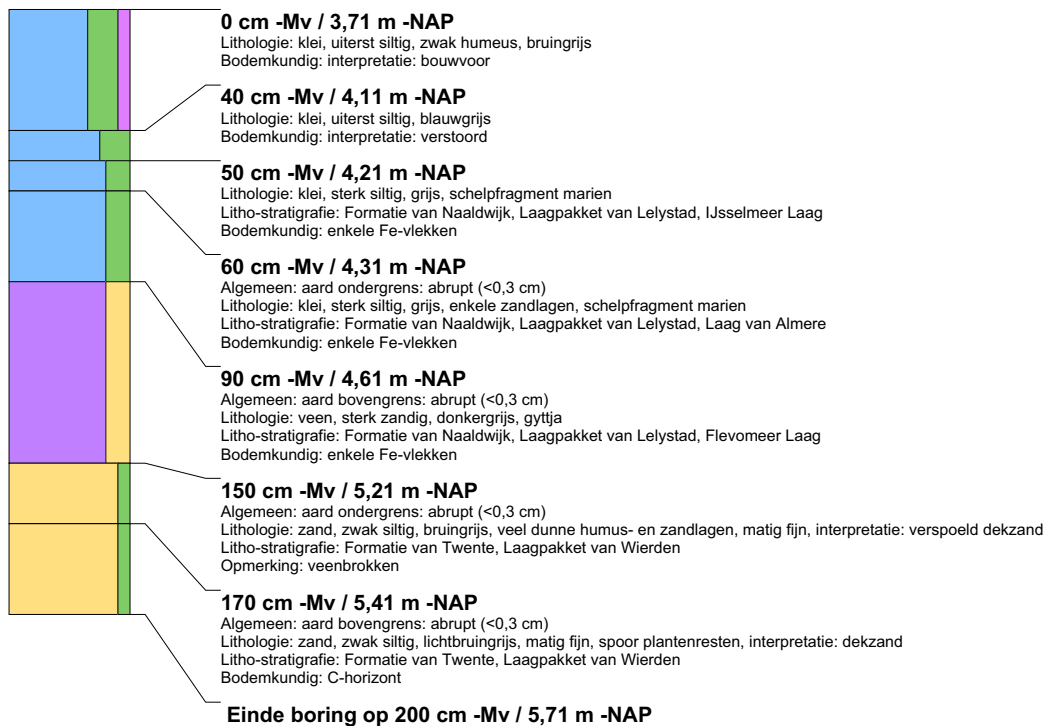 0 cm -Mv / 3,71 m -NAP
Lithologie: klei, uiterst siltig, zwak humeus, bruingrijs
Bodemkundig: interpretatie: bouwvoor
40 cm -Mv / 4,11 m -NAP
Lithologie: klei, uiterst siltig, blauwgrijs
Bodemkundig: interpretatie: verstoord
50 cm -Mv / 4,21 m -NAP
Lithologie: klei, sterk siltig, grijs, schelpfragment marien
Litho-stratigrafie: Formatie van Naaldwijk, Laagpakket van Lelystad, IJsselmeer Laag
Bodemkundig: enkele Fe-vlekken
60 cm -Mv / 4,31 m -NAP
Algemeen: aard ondergrens: abrupt (<0,3 cm)
Lithologie: klei, sterk siltig, grijs, enkele zandlagen, schelpfragment marien
Litho-stratigrafie: Formatie van Naaldwijk, Laagpakket van Lelystad, Laag van Almere
Bodemkundig: enkele Fe-vlekken
90 cm -Mv / 4,61 m -NAP
Algemeen: aard bovengrens: abrupt (<0,3 cm)
Lithologie: veen, sterk zandig, donkergrijs, gyttja
Litho-stratigrafie: Formatie van Naaldwijk, Laagpakket van Lelystad, Flevomeer Laag
Bodemkundig: enkele Fe-vlekken
150 cm -Mv / 5,21 m -NAP
Algemeen: aard ondergrens: abrupt (<0,3 cm)
Lithologie: zand, zwak siltig, bruingrijs, veel dunne humus- en zandlagen, matig fijn, interpretatie: verspoeld dekzand
Litho-stratigrafie: Formatie van Twente, Laagpakket van Wierden
Opmerking: veenbrokken
170 cm -Mv / 5,41 m -NAP
Algemeen: aard bovengrens: abrupt (<0,3 cm)
Lithologie: zand, zwak siltig, lichtbruingrijs, matig fijn, spoor plantenresten, interpretatie: dekzand
Litho-stratigrafie: Formatie van Twente, Laagpakket van Wierden
Bodemkundig: C-horizont
Einde boring op 200 cm -Mv / 5,71 m -NAP